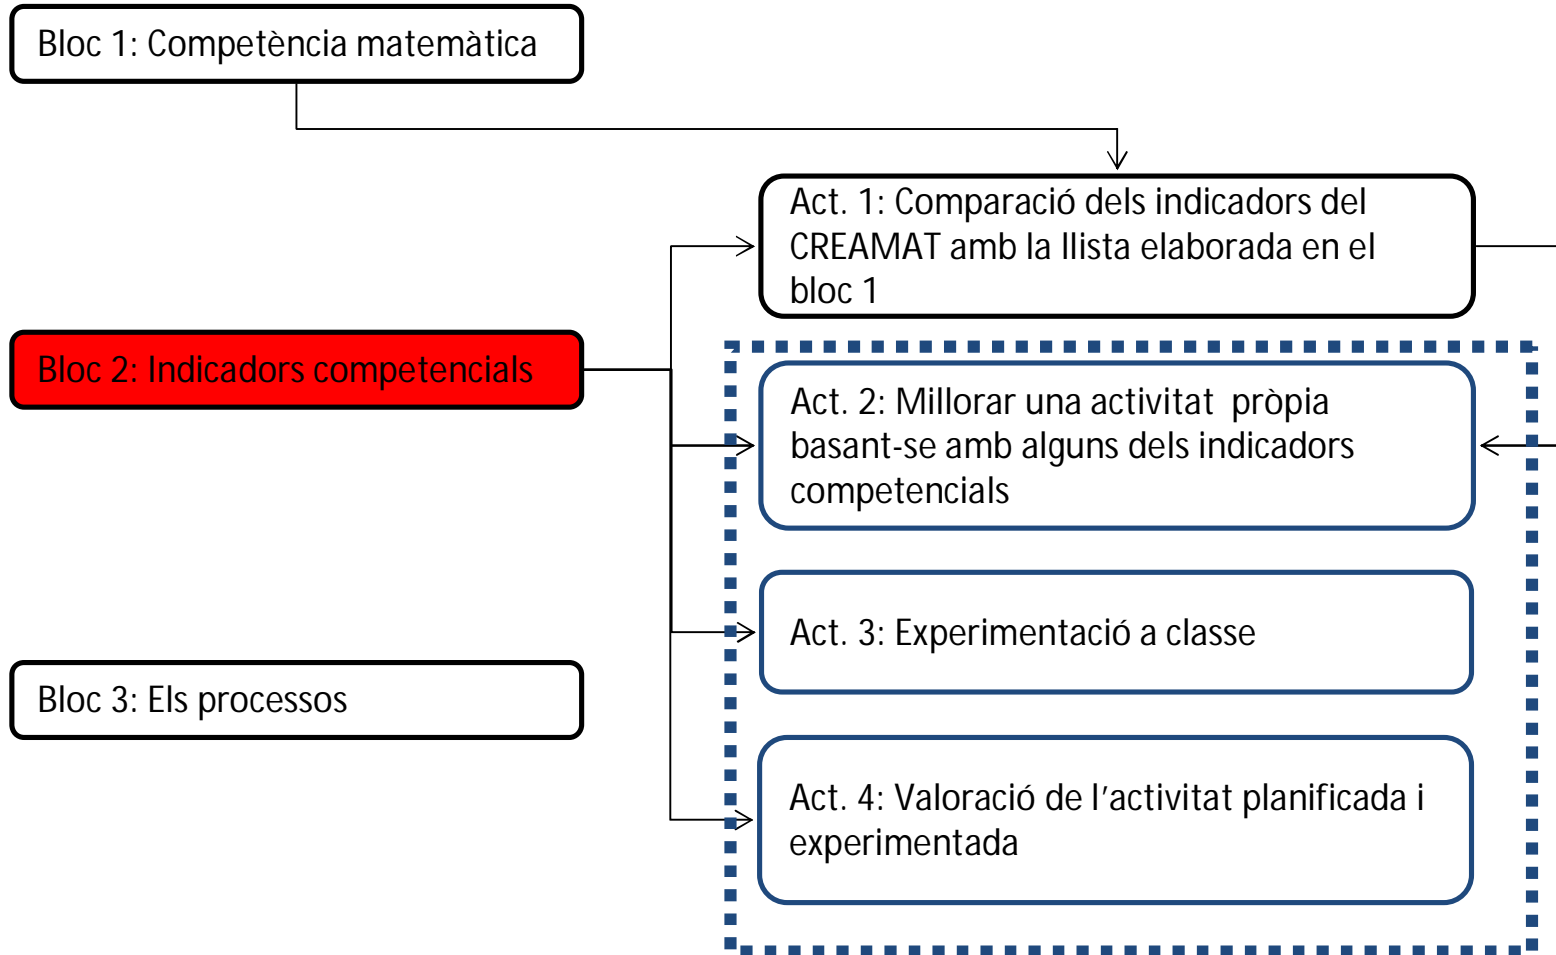 Bloc 1: Competència matemàtica
Act. 1: Comparació dels indicadors del
CREAMAT amb la llista elaborada en el
bloc 1
Bloc 2: Indicadors competencials
Act. 2: Millorar una activitat pròpia
basant-se amb alguns dels indicadors
competencials
Act. 3: Experimentació a classe
Bloc 3: Els processos
Act. 4: Valoració de l’activitat planificada i
experimentada